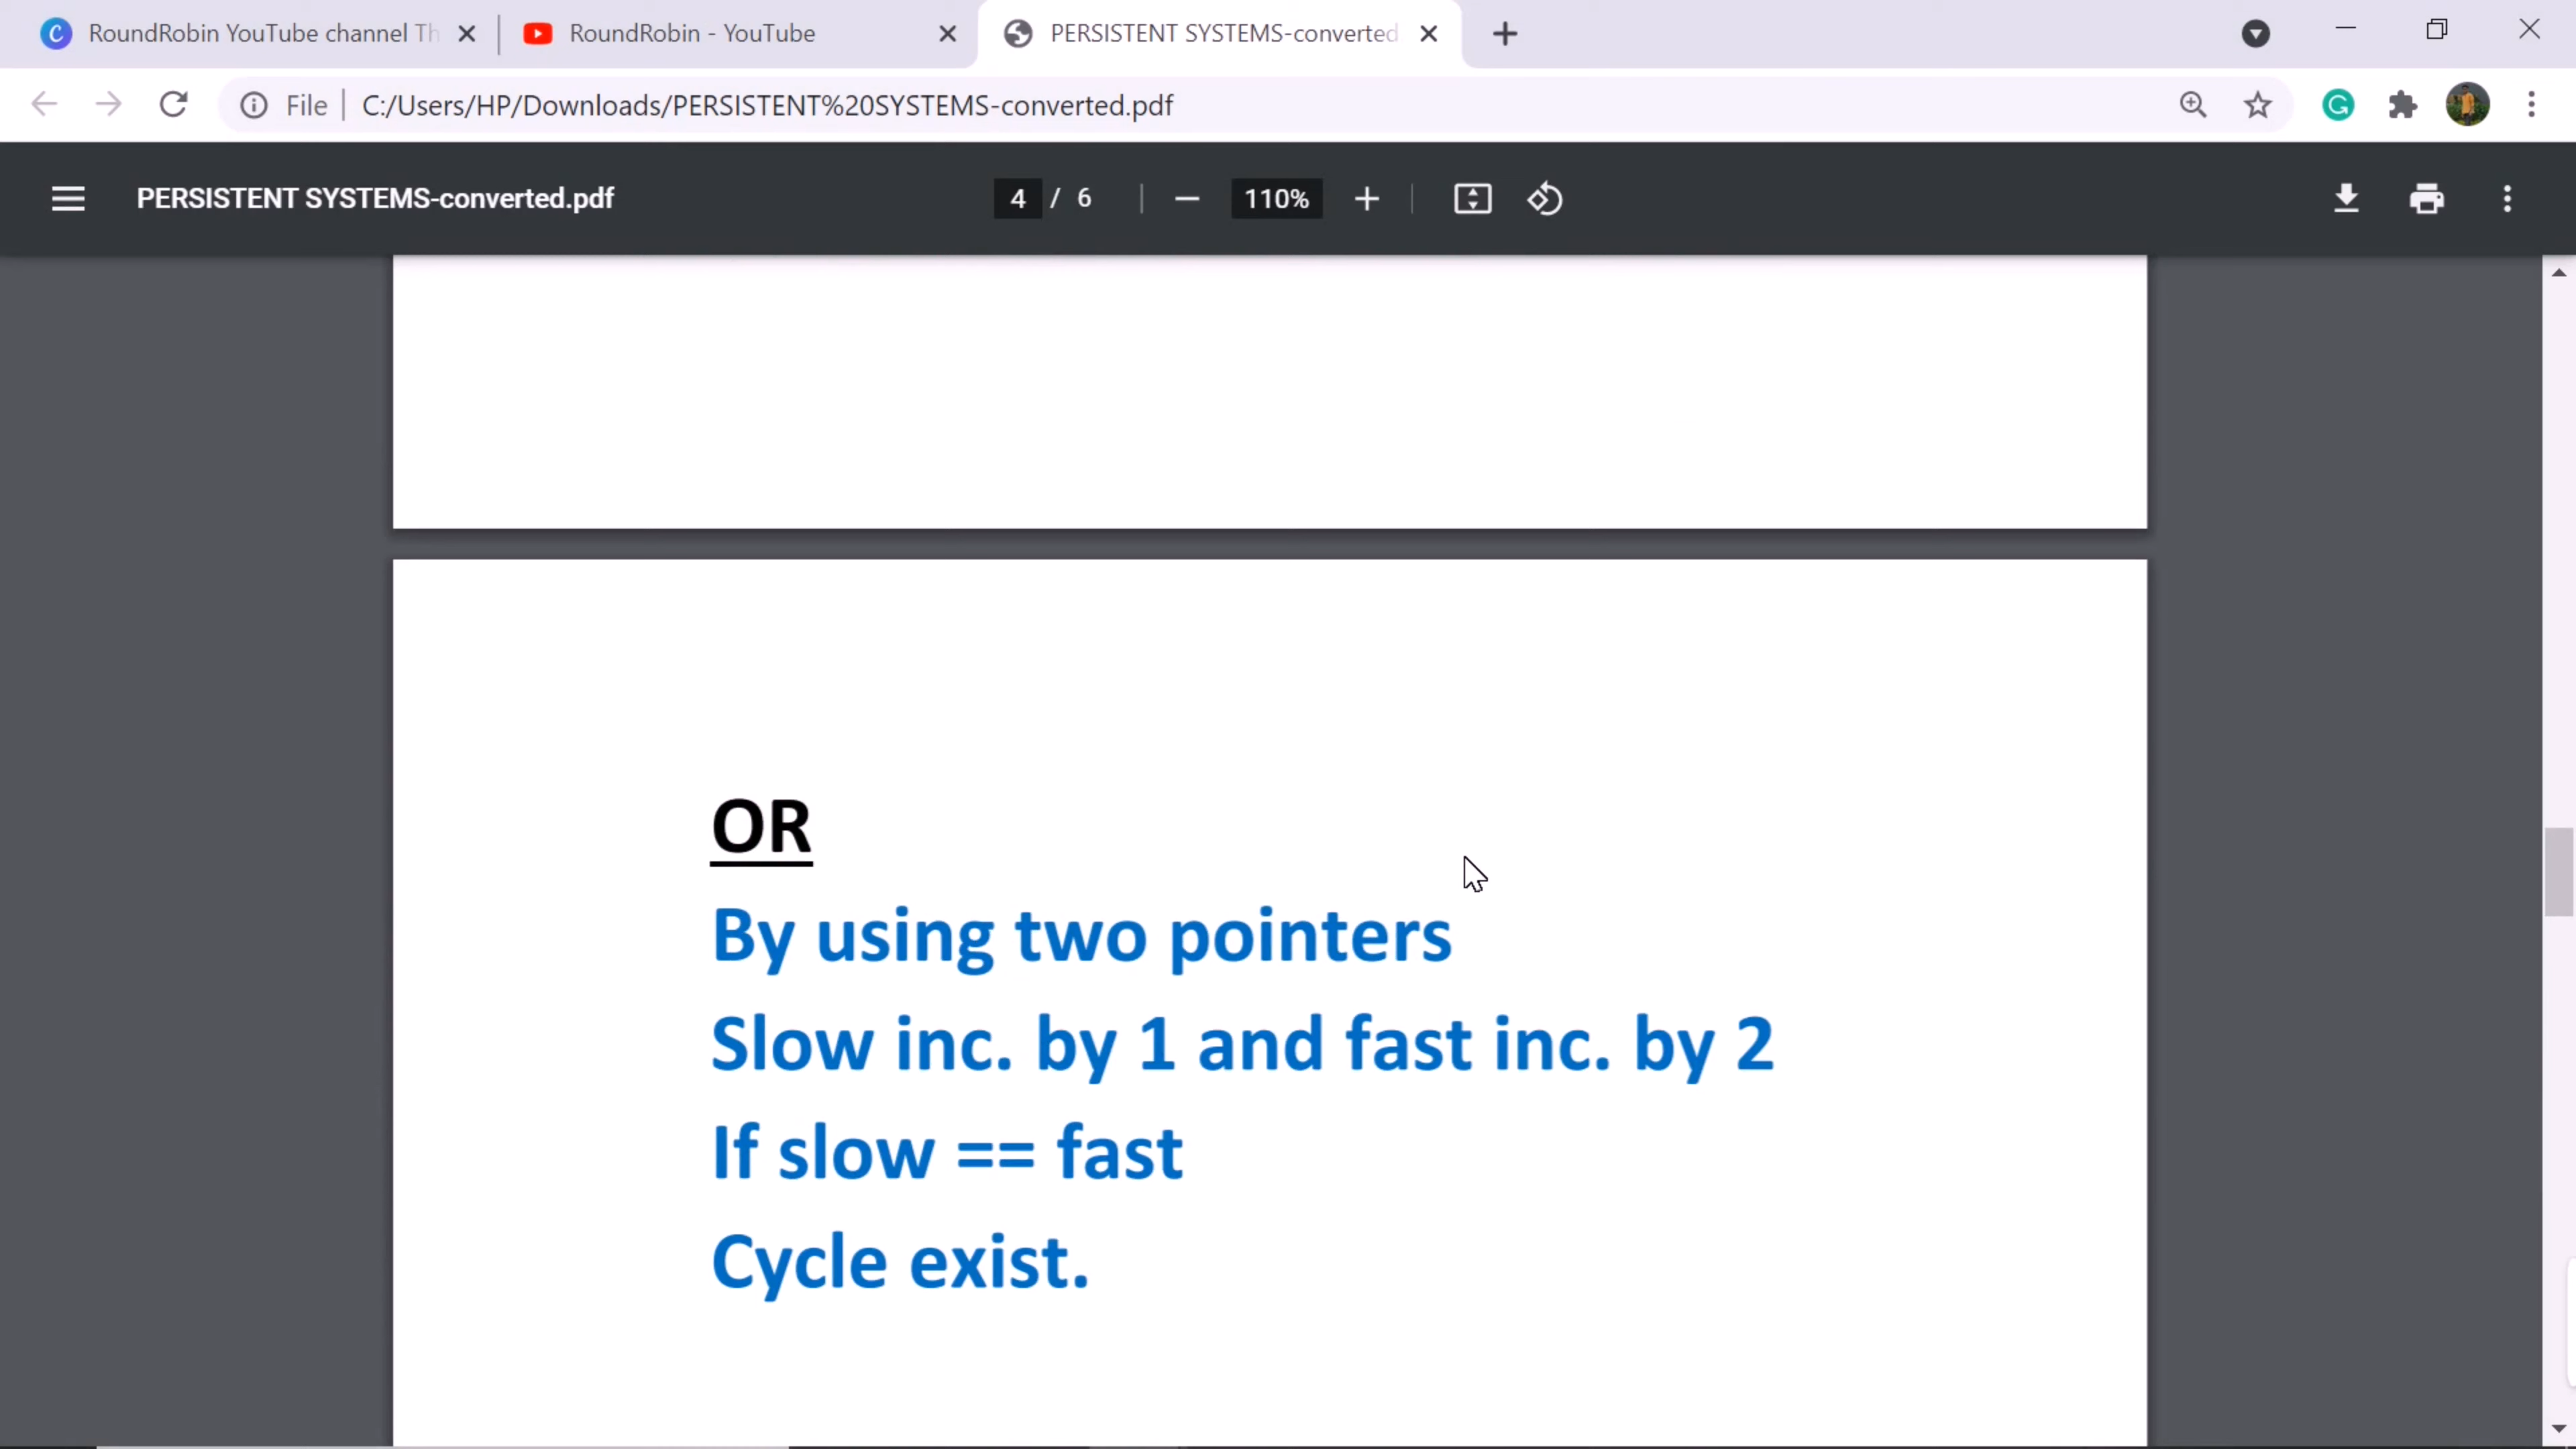 RoundRobin YouTube channel Th
RoundRobin - YouTube
PERSISTENT SYSTEMS-converted
File
C:/Users/HP/Downloads/PERSISTENT%20SYSTEMS-converted.pdf
PERSISTENT SYSTEMS-converted.pdf
4 / 6
110%
OR
By using two pointers
Slow inc. by 1 and fast inc. by 2
If slow == fast
Cycle exist.